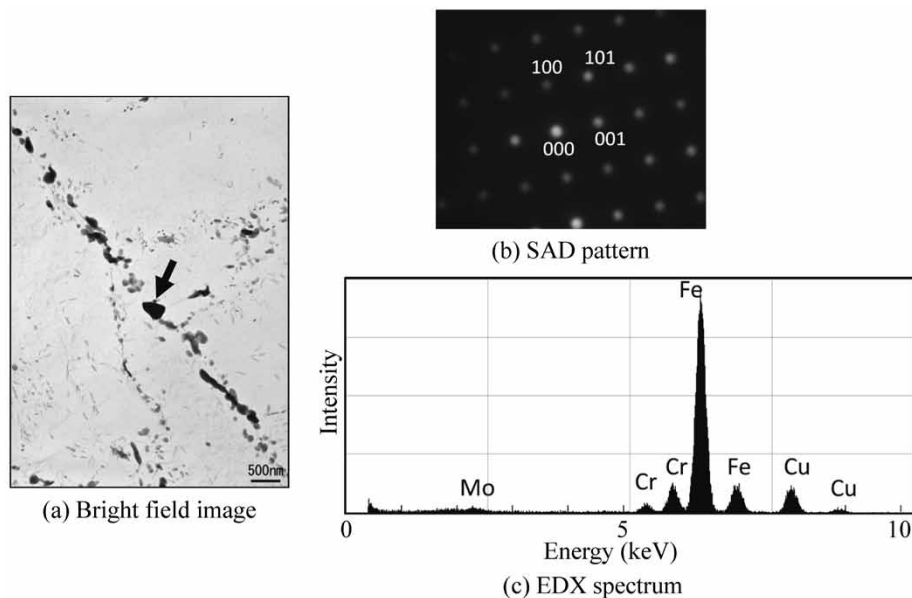 100
101
000
001
(b) SAD pattern
500nm
(a) Bright field image
Fe
Cr
Cr
Fe
Cu
Cu
Mo
Intensity
0
5
10
Energy (keV)
(c) EDX spectrum